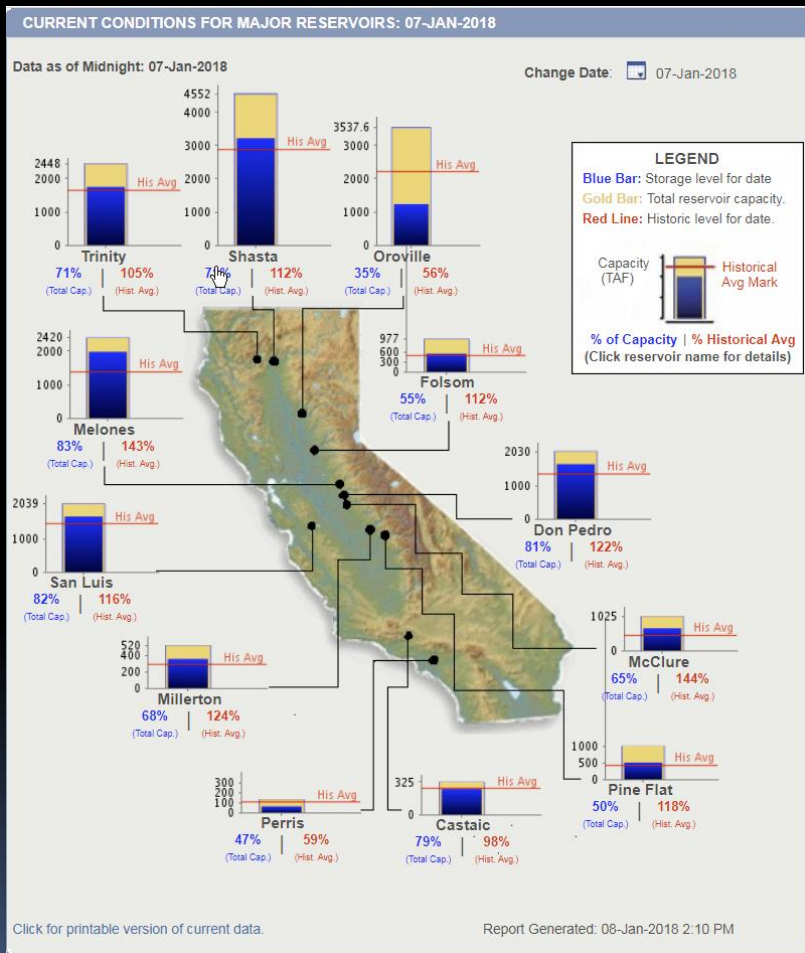 CURRENT CONDITIONS FOR MAJOR RESERVOIRS: 07-JAN-2018
Data as of Midnight: 07-Jan-2018
Change Date: 07-Jan-2018
4552
4000
3000
2000
1000
0
His Avg
Shasta
112%
(Total Cap.) | (Hist. Avg.)
3537.6
3000
2000
1000
0
His Avg
Oroville
35% | 56%
(Total Cap.) (Hist. Avg.)
2448
2000
1000
0
His Avg
Trinity
71% | 105%
(Total Cap.) (Hist. Avg.)
LEGEND
Blue Bar: Storage level for date
Gold Bar: Total reservoir capacity.
Red Line: Historic level for date.
Capacity
(TAF)
Historical
Avg Mark
% of Capacity | % Historical Avg
(Click reservoir name for details)
2420
2000
1000
0
His Avg
Melones
83% | 143%
(Total Cap.) (Hist. Avg.)
977
600
300
0
His Avg
Folsom
55% | 112%
(Total Cap.) (Hist. Avg.)
2030
1000
0
His Avg
Don Pedro
81% | 122%
(Total Cap.) (Hist. Avg.)
2039
1000
0
His Avg
San Luis
82% | 116%
(Total Cap.) (Hist. Avg.)
1025
0
His Avg
McClure
65% | 144%
(Total Cap.) (Hist. Avg.)
520
400
200
0
His Avg
Millerton
68% | 124%
(Total Cap.) (Hist. Avg.)
1000
500
0
His Avg
Pine Flat
50% | 118%
(Total Cap.) (Hist. Avg.)
300
200
100
0
His Avg
Perris
47% | 59%
(Total Cap.) (Hist. Avg.)
325
0
His Avg
Castaic
79% | 98%
(Total Cap.) (Hist. Avg.)
Click for printable version of current data.
Report Generated: 08-Jan-2018 2:10 PM